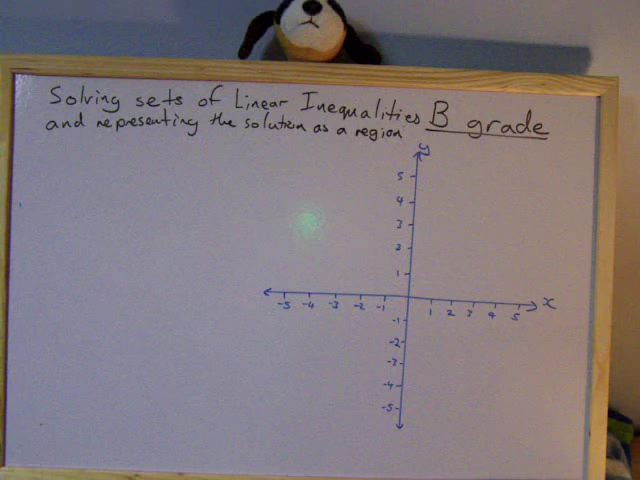 Solving sets of Linear Inequalities B grade
and representing the solution as a region
y
5
4
3
2
1
-5 -4 -3 -2 -1 1 2 3 4 5 x
-1
-2
-3
-4
-5